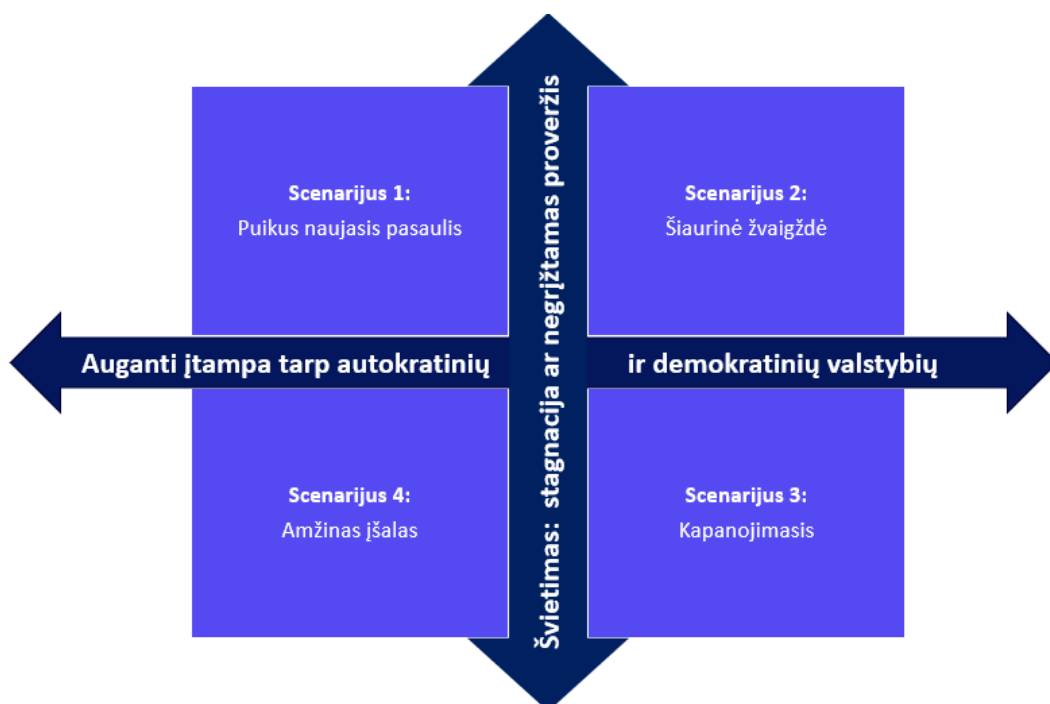 Scenarijus 1:
Puikus naujasis pasaulis
Scenarijus 2:
Šiaurinė žvaigždė
Švietimas: stagnacija ar negrįžtamas proveržis
Auganti įtampa tarp autokratinių
ir demokratinių valstybių
Scenarijus 4:
Amžinas įšalas
Scenarijus 3:
Kapanojimasis